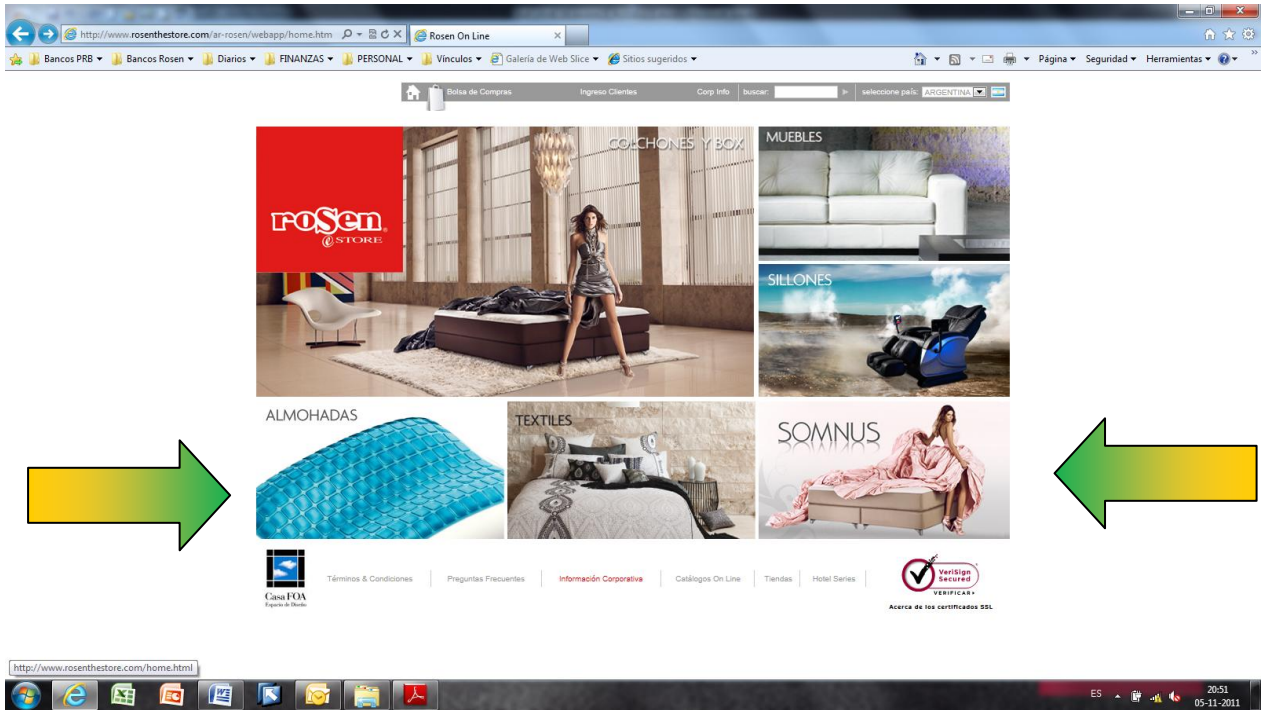 http://www.rosenthestore.com/ar-rosen/webapp/home.htm
Rosen On Line
Bancos PRB
Bancos Rosen
Diarios
FINANZAS
PERSONAL
Vínculos
Galería de Web Slice
Sitios sugeridos
Página
Seguridad
Herramientas
Bolsa de Compras
Ingreso Clientes
Corp Info
buscar:
seleccione país:
ARGENTINA
COLCHONES Y BOX
MUEBLES
roSen
@STORE
SILLONES
ALMOHADAS
TEXTILES
SOMNUS
Casa FOA
Espacio de Diseño
Términos & Condiciones
Preguntas Frecuentes
Información Corporativa
Catálogos On Line
Tiendas
Hotel Series
VeriSign
Secured
VERIFICAR
Acerca de los certificados SSL
http://www.rosenthestore.com/home.html
ES
20:51
05-11-2011